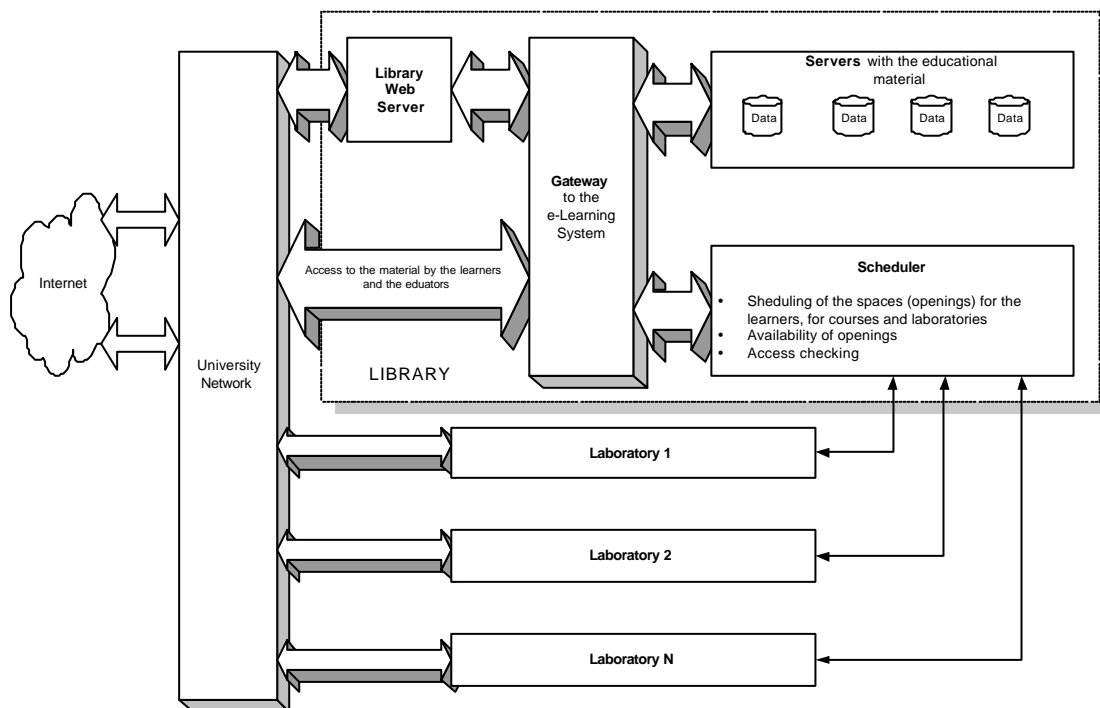 Library
Web
Server
Servers with the educational
material
Data
Data
Data
Data
Gateway
to the
e-Learning
System
Internet
Access to the material by the learners
and the eduators
Scheduler
• Sheduling of the spaces (openings) for the
learners, for courses and laboratories
• Availability of openings
• Access checking
University
Network
LIBRARY
Laboratory 1
Laboratory 2
Laboratory N